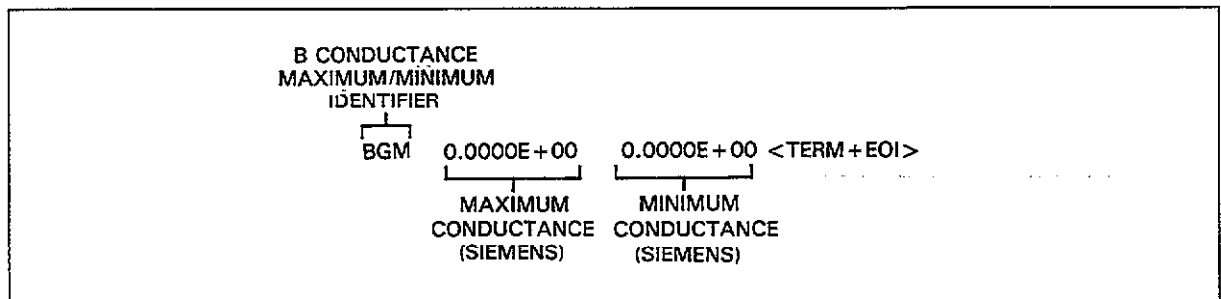 B CONDUCTANCE
MAXIMUM/MINIMUM
IDENTIFIER
BGM 0.0000E+00 0.0000E+00 <TERM+EOI>
MAXIMUM MINIMUM
CONDUCTANCE CONDUCTANCE
(SIEMENS) (SIEMENS)